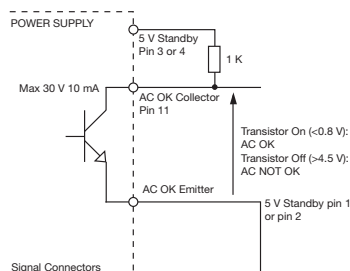 POWER SUPPLY
5 V Standby
Pin 3 or 4
1 K
Max 30 V 10 mA
AC OK Collector
Pin 11
Transistor On (<0.8 V):
AC OK
Transistor Off (>4.5 V):
AC NOT OK
AC OK Emitter
5 V Standby pin 1
or pin 2
Signal Connectors